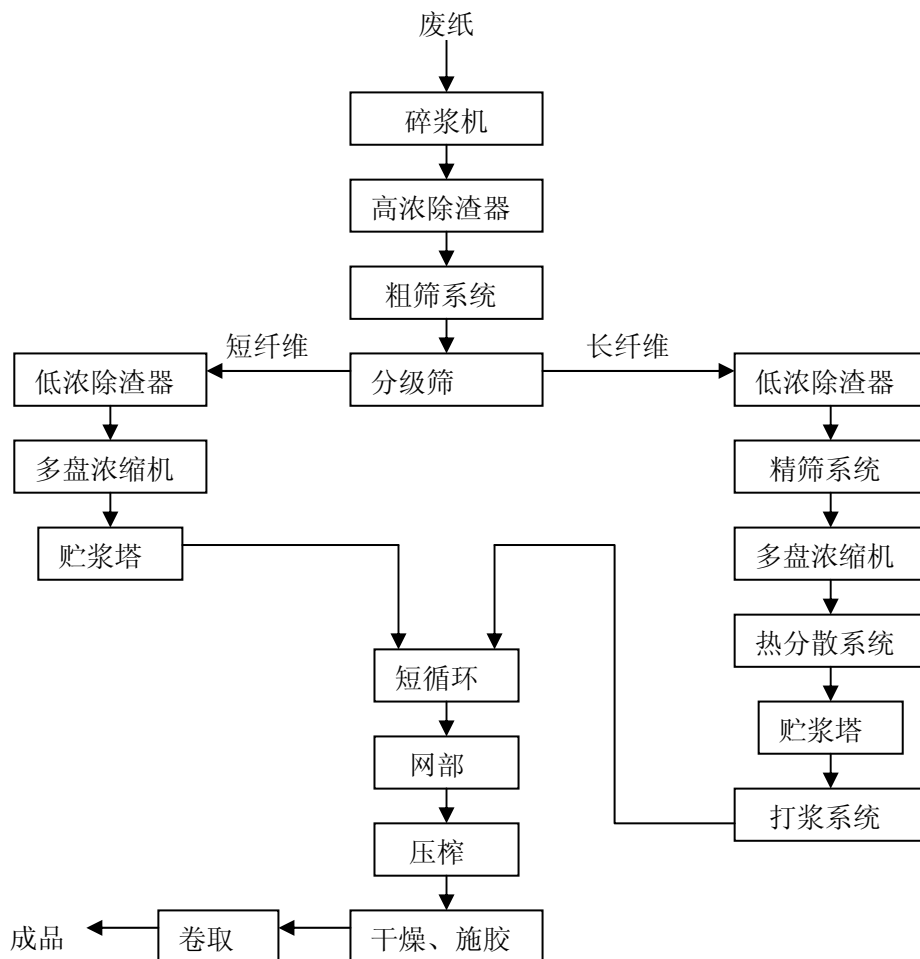 废纸
碎浆机
高浓除渣器
粗筛系统
短纤维
长纤维
低浓除渣器
分级筛
低浓除渣器
多盘浓缩机
精筛系统
贮浆塔
多盘浓缩机
热分散系统
短循环
贮浆塔
网部
打浆系统
压榨
成品
卷取
干燥、施胶